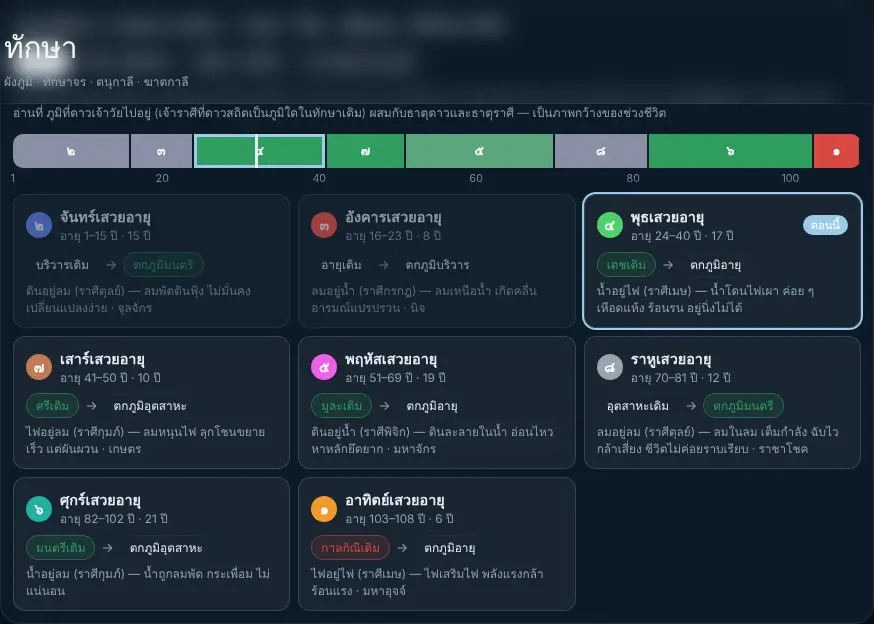 ทักษา
ผังภูมิ · ทักษาจร · ตนุกาลี · ฆาตกาลี
อ่านที่ ภูมิที่ดาวเจ้าวัยไปอยู่ (เจ้าราศีที่ดาวสถิตเป็นภูมิใดในทักษาเดิม) ผสมกับธาตุดาวและธาตุราศี — เป็นภาพกว้างของช่วงชีวิต
๒ ๓ ๔ ๗ ๕ ๘ ๖ ๑
1 20 40 60 80 100
๒ จันทร์เสวยอายุ
อายุ 1–15 ปี · 15 ปี
บริวารเดิม → ตกภูมิมนตรี
ดินอยู่ลม (ราศีตุลย์) — ลมพัดดินฟุ้ง ไม่มั่นคง
เปลี่ยนแปลงง่าย · จุลจักร
๓ อังคารเสวยอายุ
อายุ 16–23 ปี · 8 ปี
อายุเดิม → ตกภูมิบริวาร
ลมอยู่น้ำ (ราศีกรกฎ) — ลมเหนือน้ำ เกิดคลื่น
อารมณ์แปรปรวน · นิจ
๔ พุธเสวยอายุ ตอนนี้
อายุ 24–40 ปี · 17 ปี
เดชเดิม → ตกภูมิอายุ
น้ำอยู่ไฟ (ราศีเมษ) — น้ำโดนไฟเผา ค่อย ๆ
เหือดแห้ง ร้อนรน อยู่นิ่งไม่ได้
๗ เสาร์เสวยอายุ
อายุ 41–50 ปี · 10 ปี
ศรีเดิม → ตกภูมิอุตสาหะ
ไฟอยู่ลม (ราศีกุมภ์) — ลมหนุนไฟ ลุกโชนขยาย
เร็ว แต่ผันผวน · เกษตร
๕ พฤหัสเสวยอายุ
อายุ 51–69 ปี · 19 ปี
มูละเดิม → ตกภูมิอายุ
ดินอยู่น้ำ (ราศีพิจิก) — ดินละลายในน้ำ อ่อนไหว
หาหลักยึดยาก · มหาจักร
๘ ราหูเสวยอายุ
อายุ 70–81 ปี · 12 ปี
อุตสาหะเดิม → ตกภูมิมนตรี
ลมอยู่ลม (ราศีตุลย์) — ลมในลม เต็มกำลัง ฉับไว
กล้าเสี่ยง ชีวิตไม่ค่อยราบเรียบ · ราชาโชค
๖ ศุกร์เสวยอายุ
อายุ 82–102 ปี · 21 ปี
มนตรีเดิม → ตกภูมิอุตสาหะ
น้ำอยู่ลม (ราศีกุมภ์) — น้ำถูกลมพัด กระเพื่อม ไม่
แน่นอน
๑ อาทิตย์เสวยอายุ
อายุ 103–108 ปี · 6 ปี
กาลกิณีเดิม → ตกภูมิอายุ
ไฟอยู่ไฟ (ราศีเมษ) — ไฟเสริมไฟ พลังแรงกล้า
ร้อนแรง · มหาอุจจ์